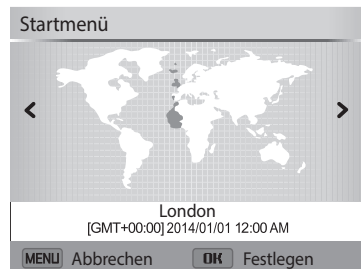 Startmenü
London
[GMT+00:00] 2014/01/01 12:00 AM
MENU Abbrechen OK Festlegen